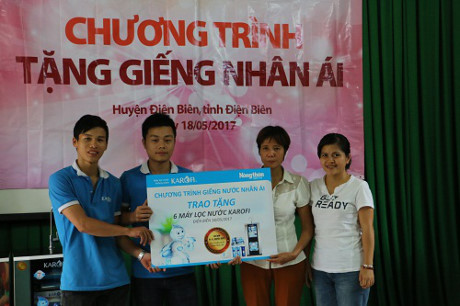 CHƯƠNG TRÌNH
TẶNG GIẾNG NHÂN ÁI
Huyện Điện Biên, tỉnh Điện Biên
y 18/05/2017
KAROFI
CHƯƠNG TRÌNH GIẾNG NƯỚC NHÂN ÁI
TRAO TẶNG
6 MÁY LỌC NƯỚC KAROFI
READY
KAROFI